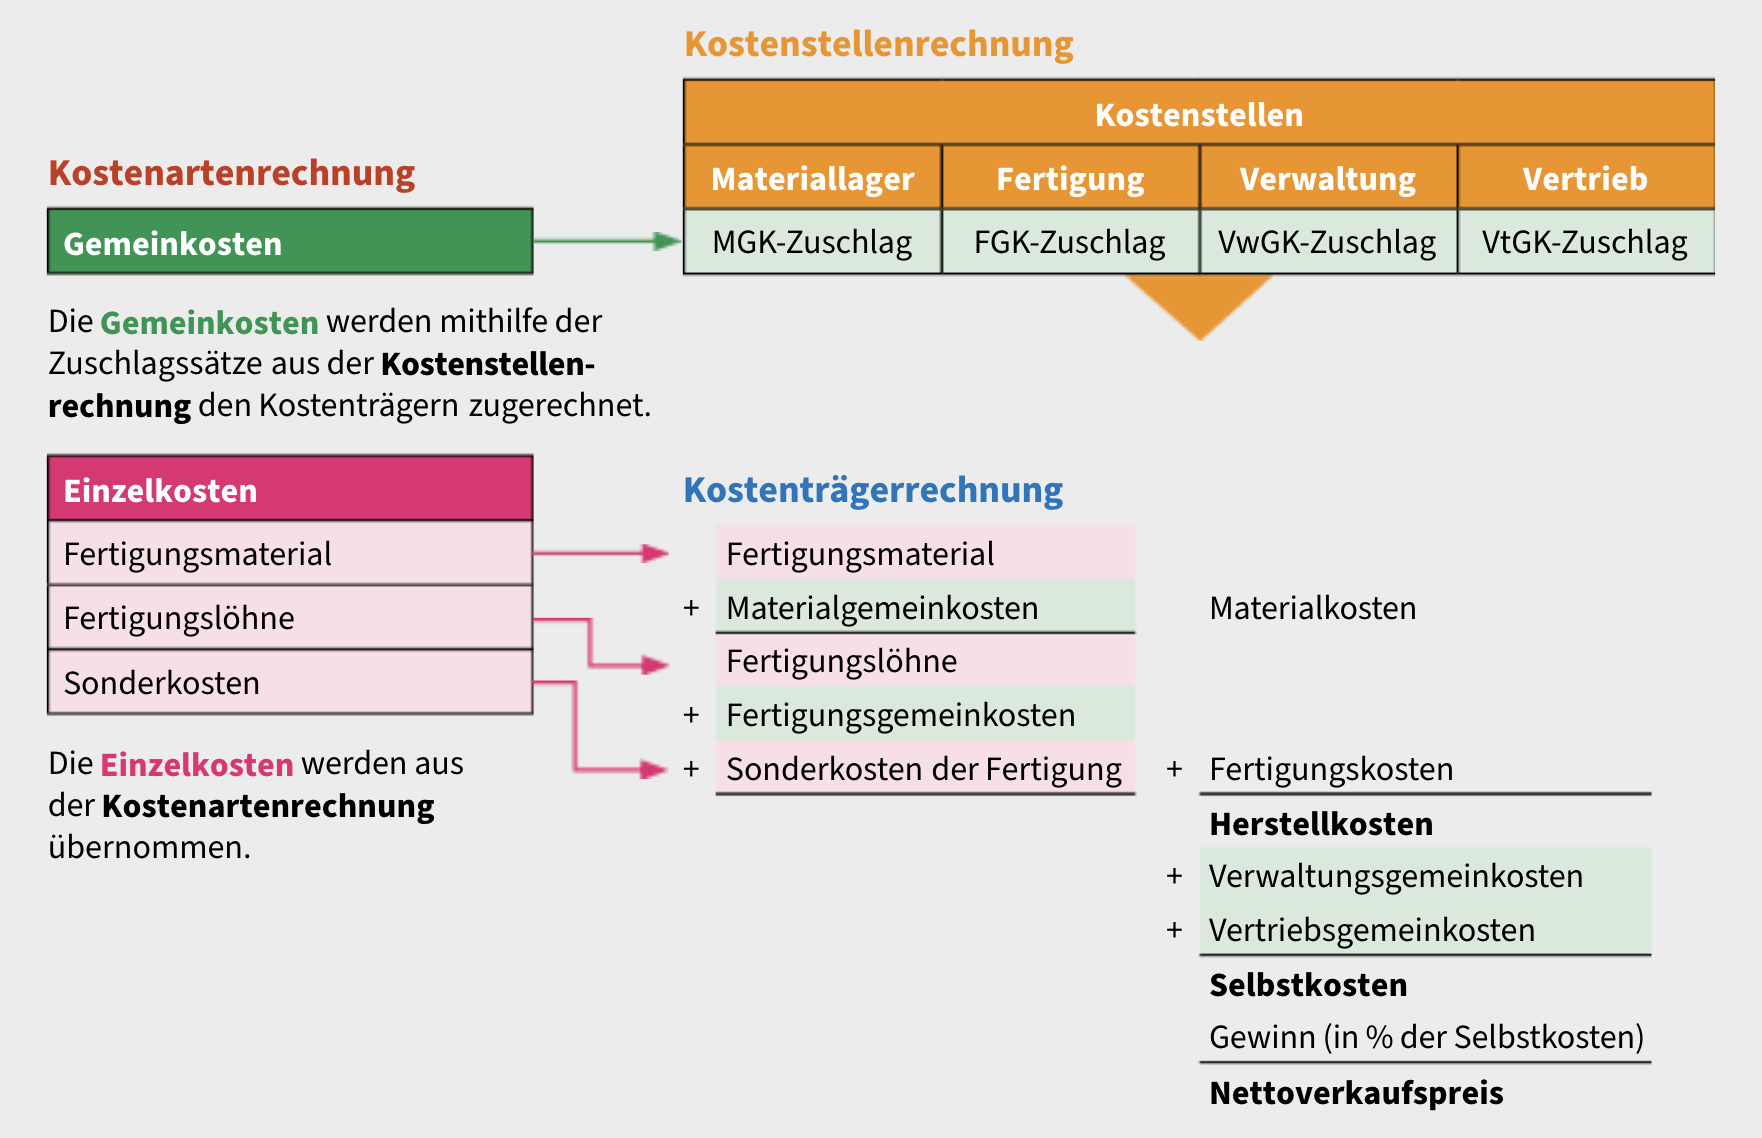 Kostenstellenrechnung
Kostenstellen
Kostenartenrechnung
Materiallager Fertigung Verwaltung Vertrieb
Gemeinkosten
MGK-Zuschlag FGK-Zuschlag VwGK-Zuschlag VtGK-Zuschlag
Die Gemeinkosten werden mithilfe der
Zuschlagssätze aus der Kostenstellen-
rechnung den Kostenträgern zugerechnet.
Einzelkosten
Fertigungsmaterial
Fertigungslöhne
Sonderkosten
Die Einzelkosten werden aus
der Kostenartenrechnung
übernommen.
Kostenträgerrechnung
Fertigungsmaterial
+ Materialgemeinkosten Materialkosten
Fertigungslöhne
+ Fertigungsgemeinkosten
+ Sonderkosten der Fertigung + Fertigungskosten
Herstellkosten
+ Verwaltungsgemeinkosten
+ Vertriebsgemeinkosten
Selbstkosten
Gewinn (in % der Selbstkosten)
Nettoverkaufspreis